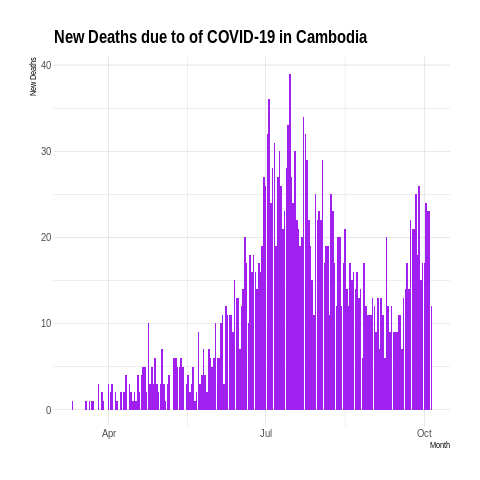 New Deaths due to of COVID-19 in Cambodia
New Deaths
40
30
20
10
0
Apr
Jul
Oct
Month